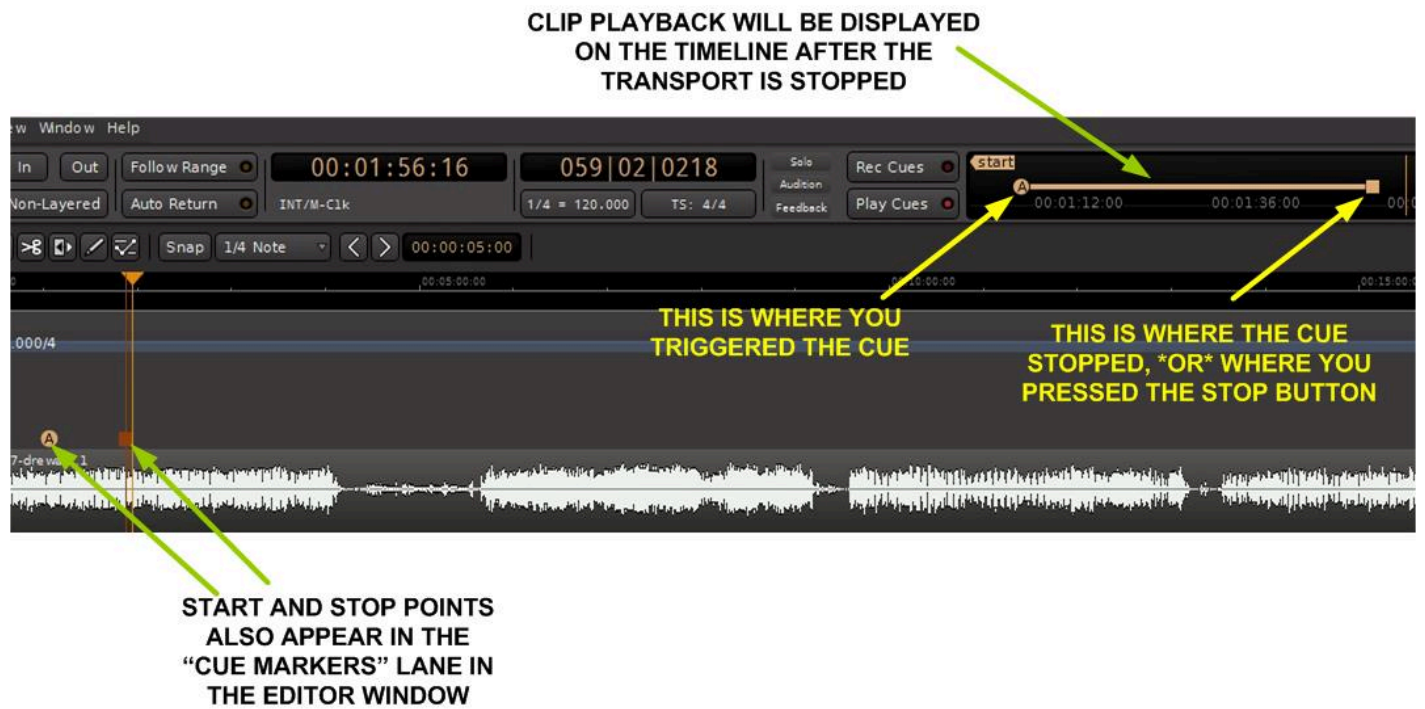 CLIP PLAYBACK WILL BE DISPLAYED
ON THE TIMELINE AFTER THE
TRANSPORT IS STOPPED
Window Help
In Out Follow Range 00:01:56:16 059|02|0218 Solo Rec Cues start
Audition
A
Non-Layered Auto Return INT/M-Clk 1/4 = 120.000 TS: 4/4 Feedback Play Cues 00:01:12:00 00:01:36:00
Snap 1/4 Note < > 00:00:05:00
00:05:00:00 00:10:00:00
THIS IS WHERE YOU
TRIGGERED THE CUE
THIS IS WHERE THE CUE
STOPPED, *OR* WHERE YOU
PRESSED THE STOP BUTTON
.000/4
A
START AND STOP POINTS
ALSO APPEAR IN THE
“CUE MARKERS” LANE IN
THE EDITOR WINDOW